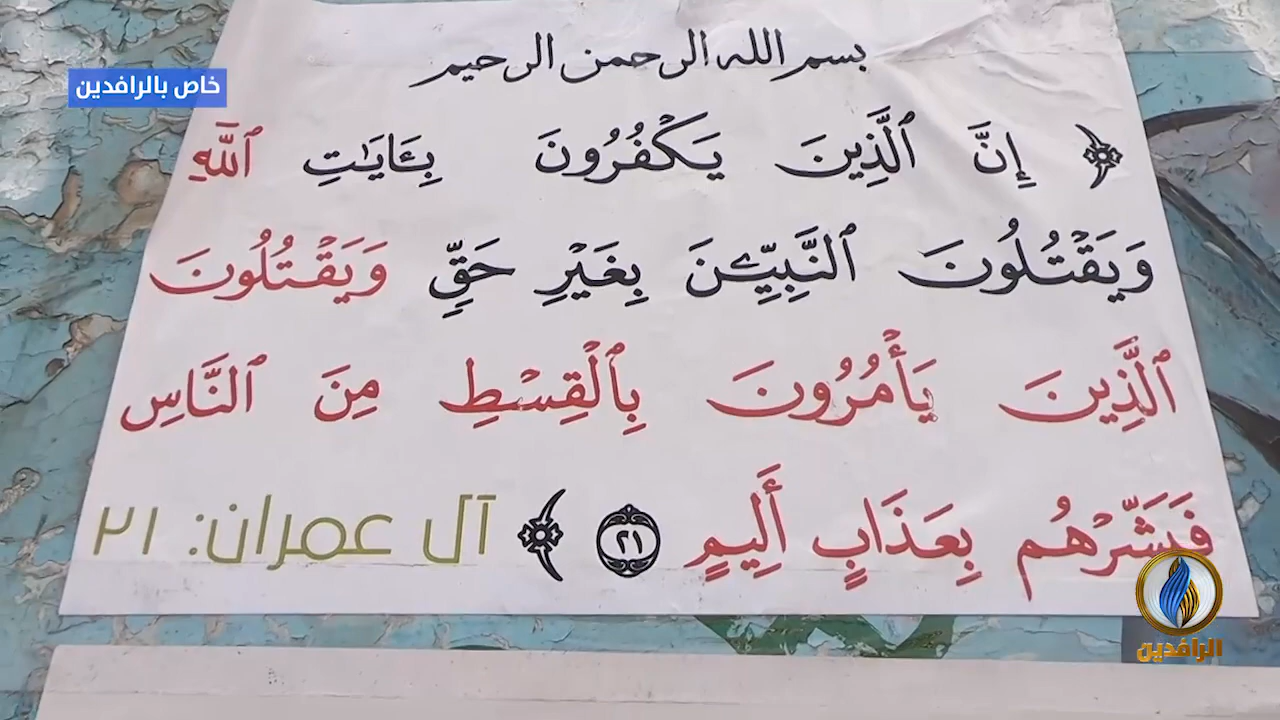 بسم الله الرحمن الرحيم
خاص بالرافدين
﴿ إِنَّ ٱلَّذِينَ يَكْفُرُونَ بِـَٔايَٰتِ ٱللَّهِ
وَيَقْتُلُونَ ٱلنَّبِيِّـۧنَ بِغَيْرِ حَقٍّ وَيَقْتُلُونَ
ٱلَّذِينَ يَأْمُرُونَ بِٱلْقِسْطِ مِنَ ٱلنَّاسِ
فَبَشِّرْهُم بِعَذَابٍ أَلِيمٍ ٢١ ﴾ آل عمران: ٢١
الرافدين